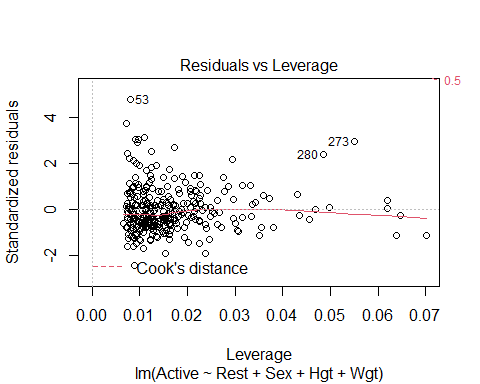 Residuals vs Leverage
0.5
53
273
280
Standardized residuals
4
2
0
-2
Cook's distance
0.00 0.01 0.02 0.03 0.04 0.05 0.06 0.07
Leverage
lm(Active ~ Rest + Sex + Hgt + Wgt)